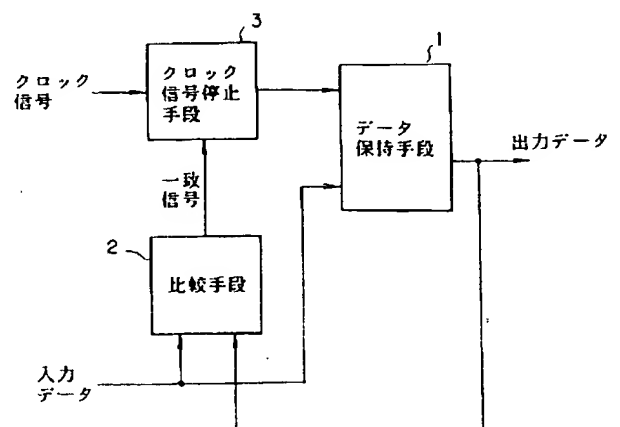 3
クロック
信号停止
手段
クロック
信号
1
データ
保持手段
出力データ
一致
信号
2
比較手段
入力
データ